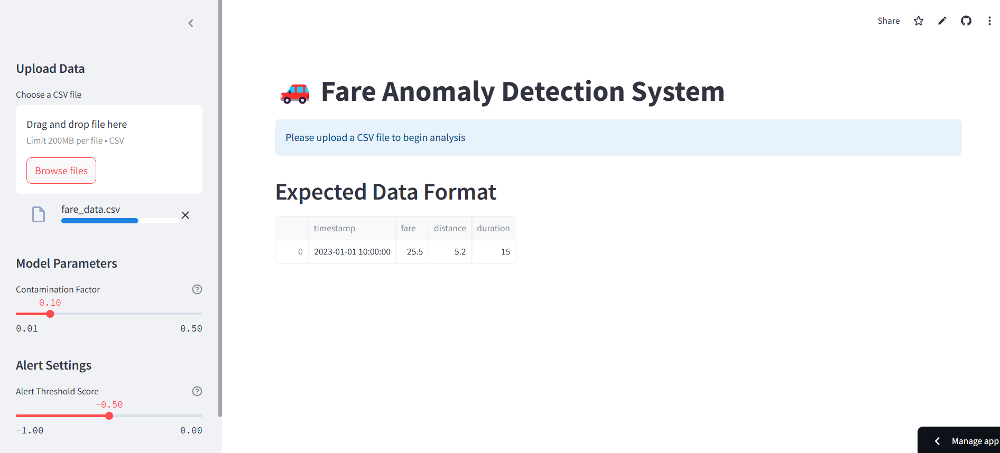 Share
Upload Data
Choose a CSV file
Drag and drop file here
Limit 200MB per file • CSV
Browse files
fare_data.csv
Model Parameters
Contamination Factor
0.10
0.01 0.50
Alert Settings
Alert Threshold Score
-0.50
-1.00 0.00
Fare Anomaly Detection System
Please upload a CSV file to begin analysis
Expected Data Format
timestamp fare distance duration
0 2023-01-01 10:00:00 25.5 5.2 15
Manage app